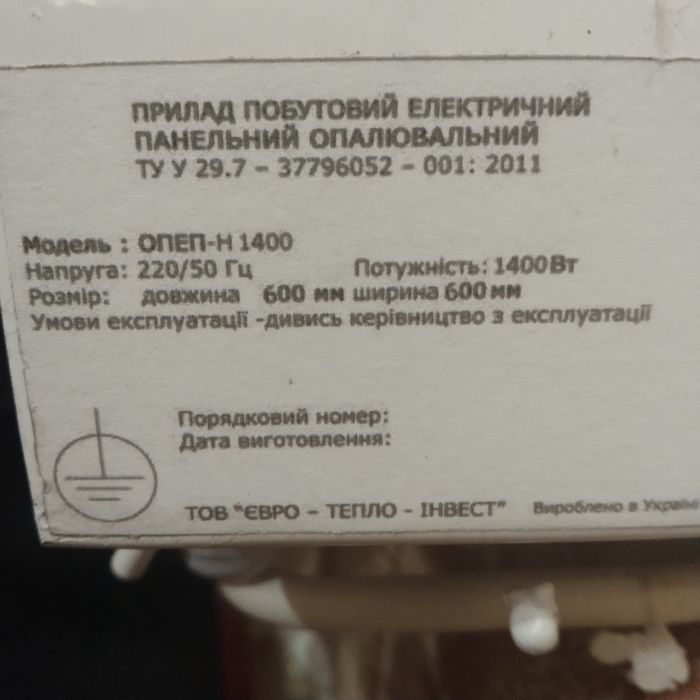 ПРИЛАД ПОБУТОВИЙ ЕЛЕКТРИЧНИЙ
ПАНЕЛЬНИЙ ОПАЛЮВАЛЬНИЙ
ТУ У 29.7 – 37796052 – 001: 2011
Модель : ОПЕП-Н 1400
Напруга: 220/50 Гц Потужність: 1400Вт
Розмір: довжина 600 мм ширина 600 мм
Умови експлуатації -дивись керівництво з експлуатації
Порядковий номер:
Дата виготовлення:
ТОВ "ЄВРО – ТЕПЛО - ІНВЕСТ" Вироблено в Україні